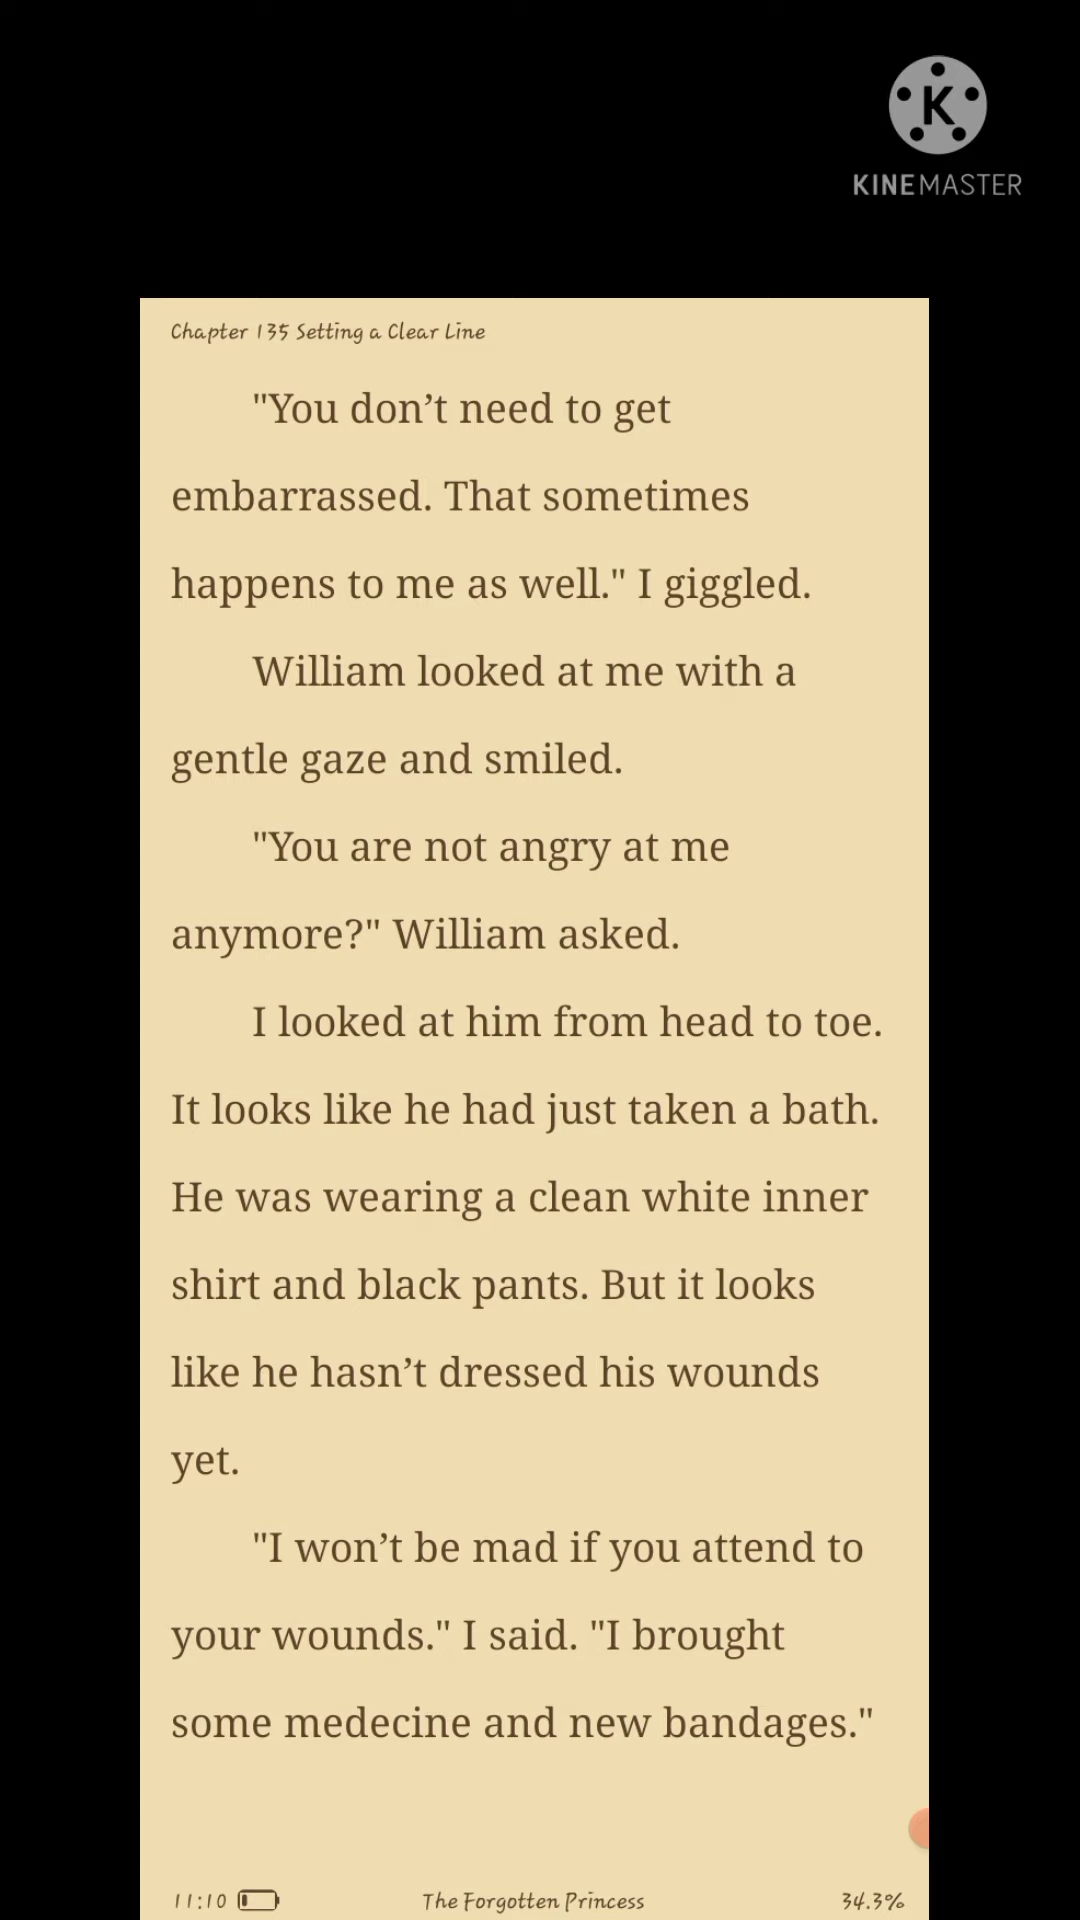 K
KINEMASTER
Chapter 135 Setting a Clear Line
"You don’t need to get
embarrassed. That sometimes
happens to me as well." I giggled.
William looked at me with a
gentle gaze and smiled.
"You are not angry at me
anymore?" William asked.
I looked at him from head to toe.
It looks like he had just taken a bath.
He was wearing a clean white inner
shirt and black pants. But it looks
like he hasn’t dressed his wounds
yet.
"I won’t be mad if you attend to
your wounds." I said. "I brought
some medecine and new bandages."
11:10 The Forgotten Princess 34.3%